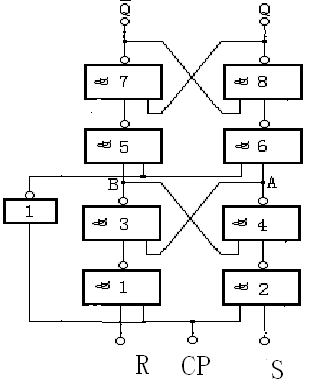 Q̅ Q
& 7 & 8
& 5 & 6
B̅ A
1 & 3 & 4
& 1 & 2
R CP S